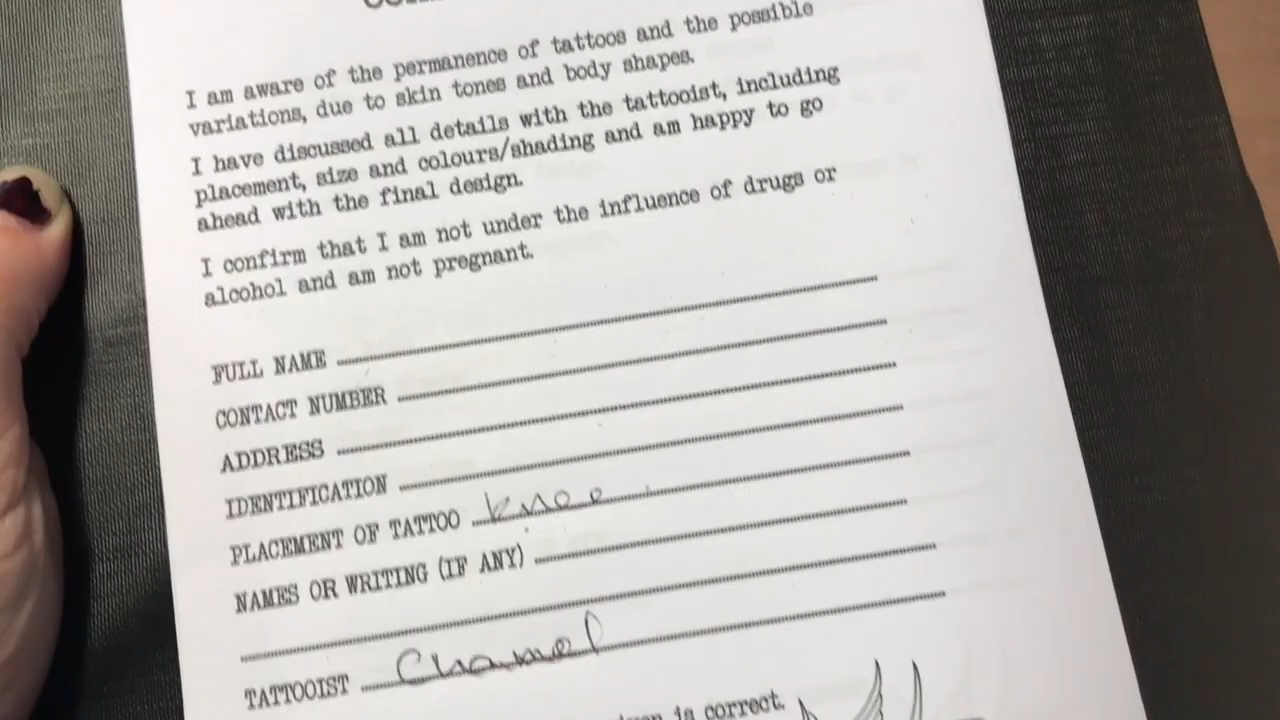 I am aware of the permanence of tattoos and the possible
variations, due to skin tones and body shapes.
I have discussed all details with the tattooist, including
placement, size and colours/shading and am happy to go
ahead with the final design.
I confirm that I am not under the influence of drugs or
alcohol and am not pregnant.
FULL NAME
CONTACT NUMBER
ADDRESS
IDENTIFICATION
PLACEMENT OF TATTOO knee
NAMES OR WRITING (IF ANY)
TATTOOIST Chanel
is correct.